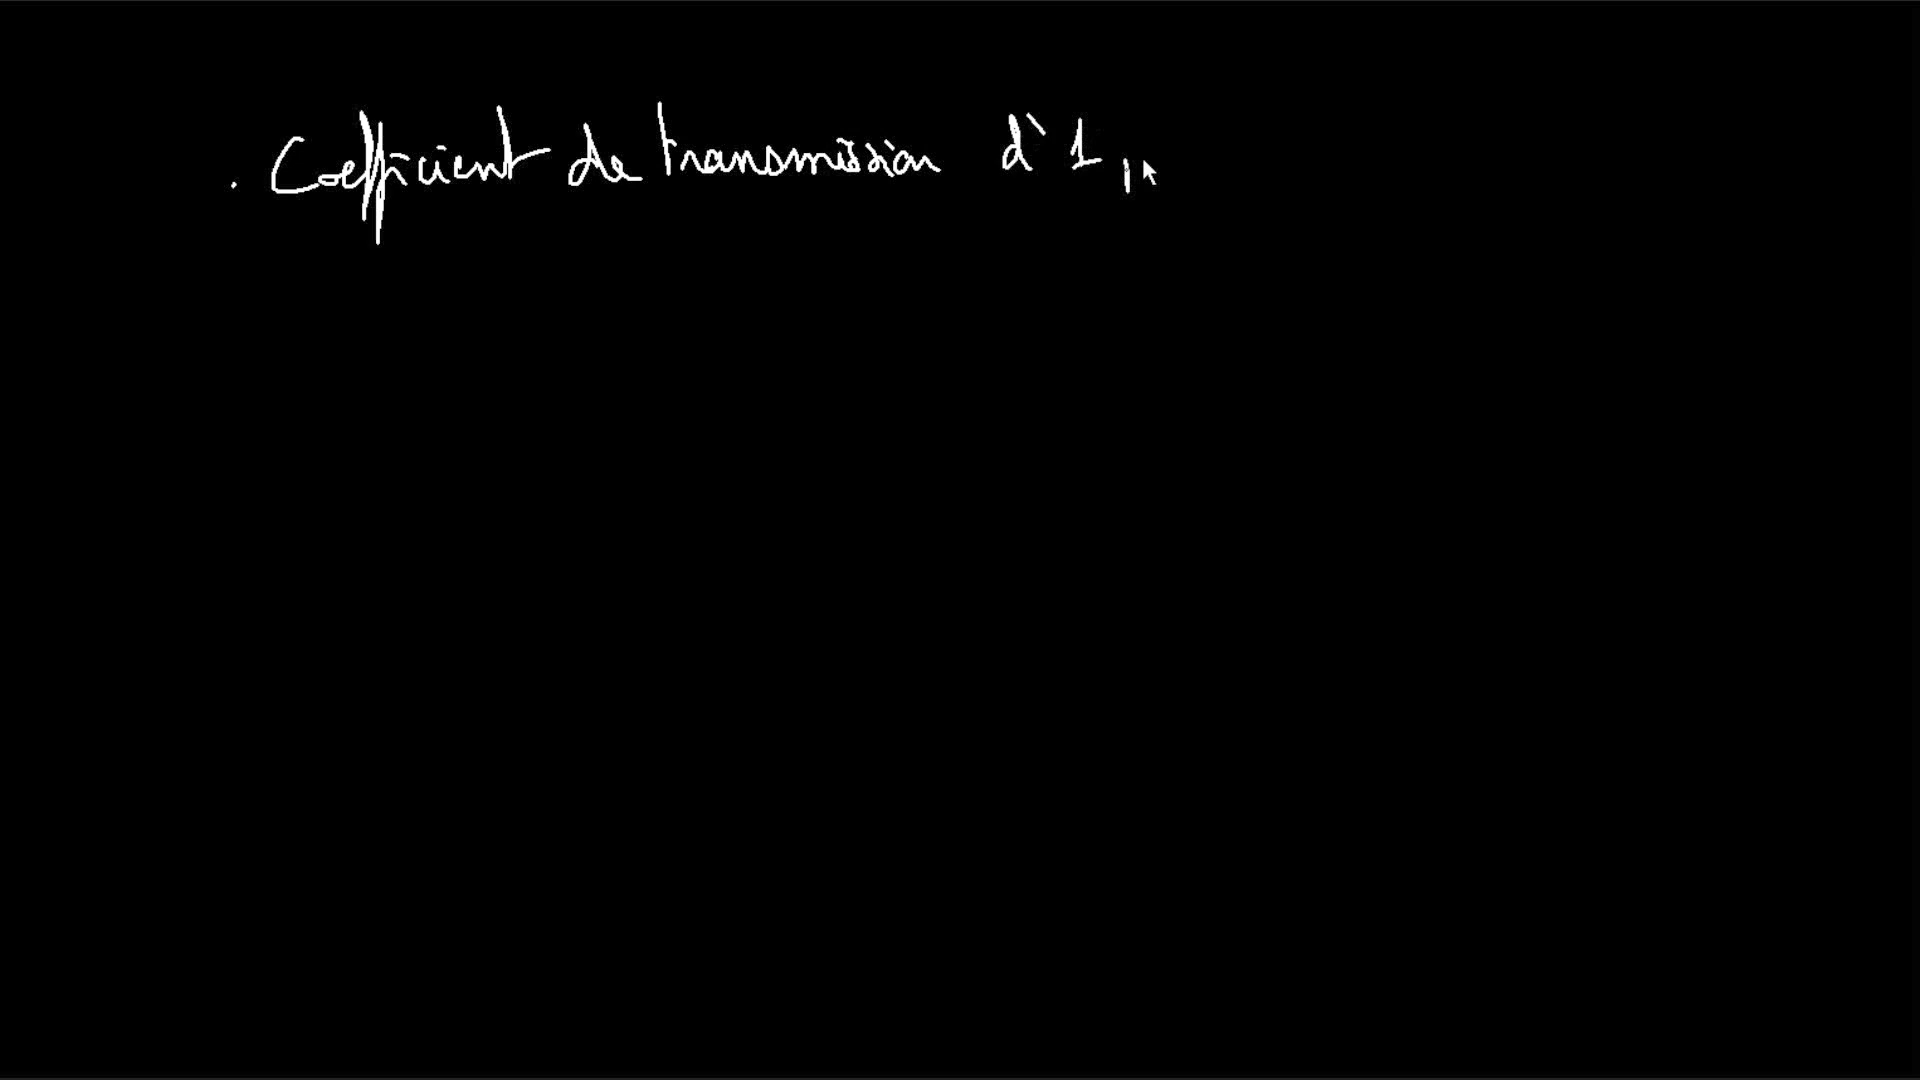 . Coefficient de transmission d'1